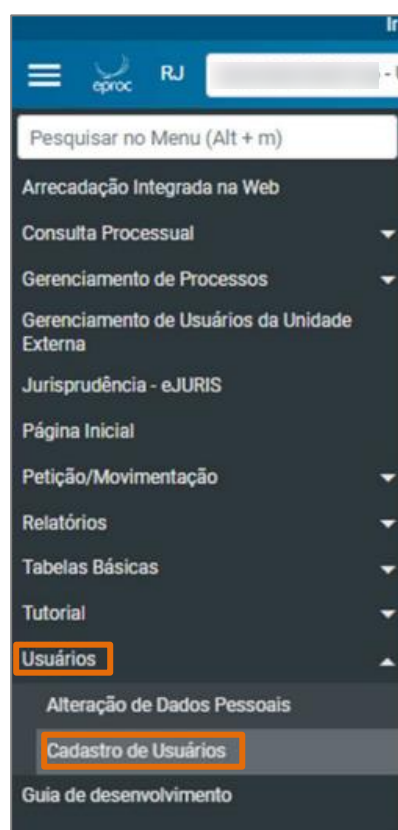 eproc RJ
Pesquisar no Menu (Alt + m)
Arrecadação Integrada na Web
Consulta Processual
Gerenciamento de Processos
Gerenciamento de Usuários da Unidade
Externa
Jurisprudência - eJURIS
Página Inicial
Petição/Movimentação
Relatórios
Tabelas Básicas
Tutorial
Usuários
Alteração de Dados Pessoais
Cadastro de Usuários
Guia de desenvolvimento